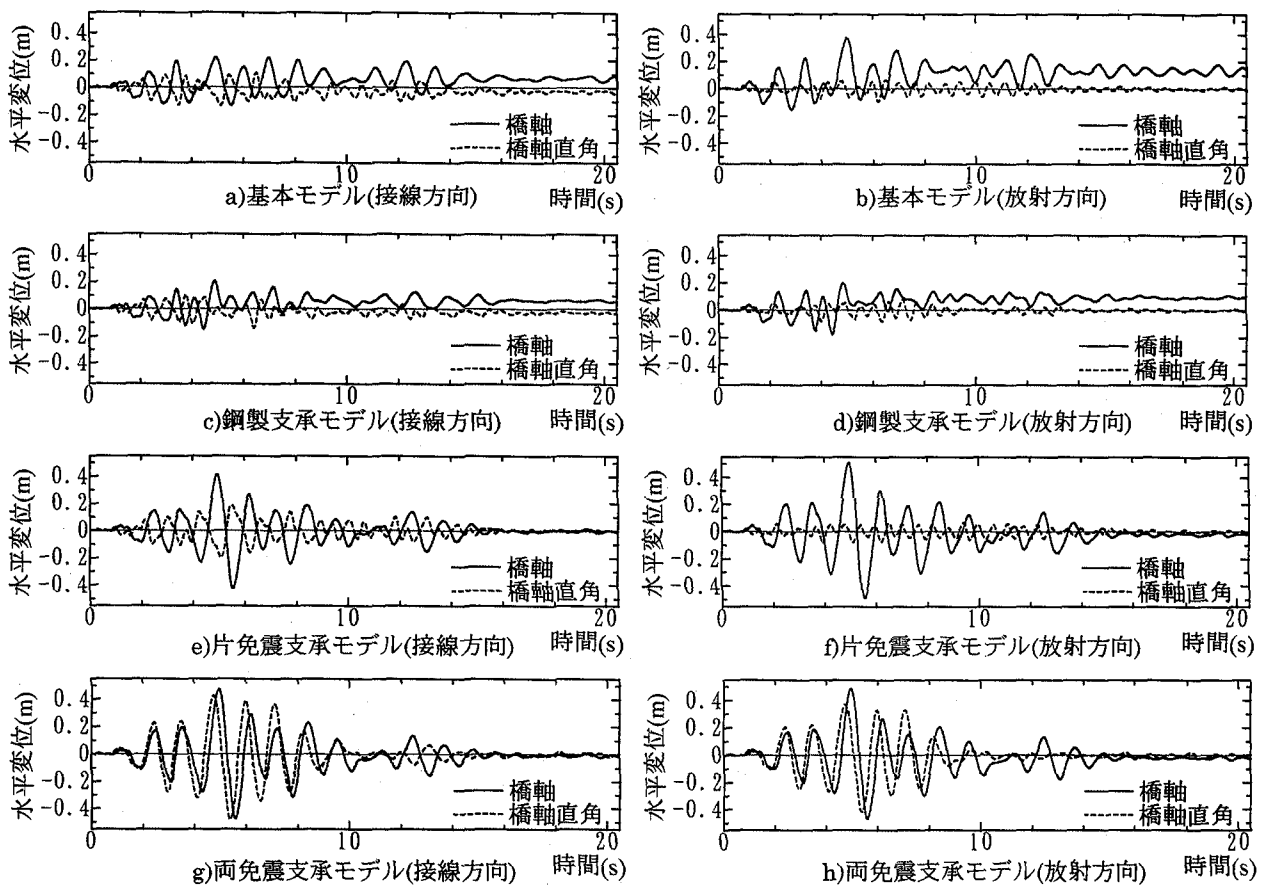 水平変位(m)
0.4
0.2
0
-0.2
-0.4
橋軸
橋軸直角
0 10 20
a)基本モデル(接線方向) 時間(s)
水平変位(m)
0.4
0.2
0
-0.2
-0.4
橋軸
橋軸直角
0 10 20
b)基本モデル(放射方向) 時間(s)
水平変位(m)
0.4
0.2
0
-0.2
-0.4
橋軸
橋軸直角
0 10 20
c)鋼製支承モデル(接線方向) 時間(s)
水平変位(m)
0.4
0.2
0
-0.2
-0.4
橋軸
橋軸直角
0 10 20
d)鋼製支承モデル(放射方向) 時間(s)
水平変位(m)
0.4
0.2
0
-0.2
-0.4
橋軸
橋軸直角
0 10 20
e)片免震支承モデル(接線方向) 時間(s)
水平変位(m)
0.4
0.2
0
-0.2
-0.4
橋軸
橋軸直角
0 10 20
f)片免震支承モデル(放射方向) 時間(s)
水平変位(m)
0.4
0.2
0
-0.2
-0.4
橋軸
橋軸直角
0 10 20
g)両免震支承モデル(接線方向) 時間(s)
水平変位(m)
0.4
0.2
0
-0.2
-0.4
橋軸
橋軸直角
0 10 20
h)両免震支承モデル(放射方向) 時間(s)